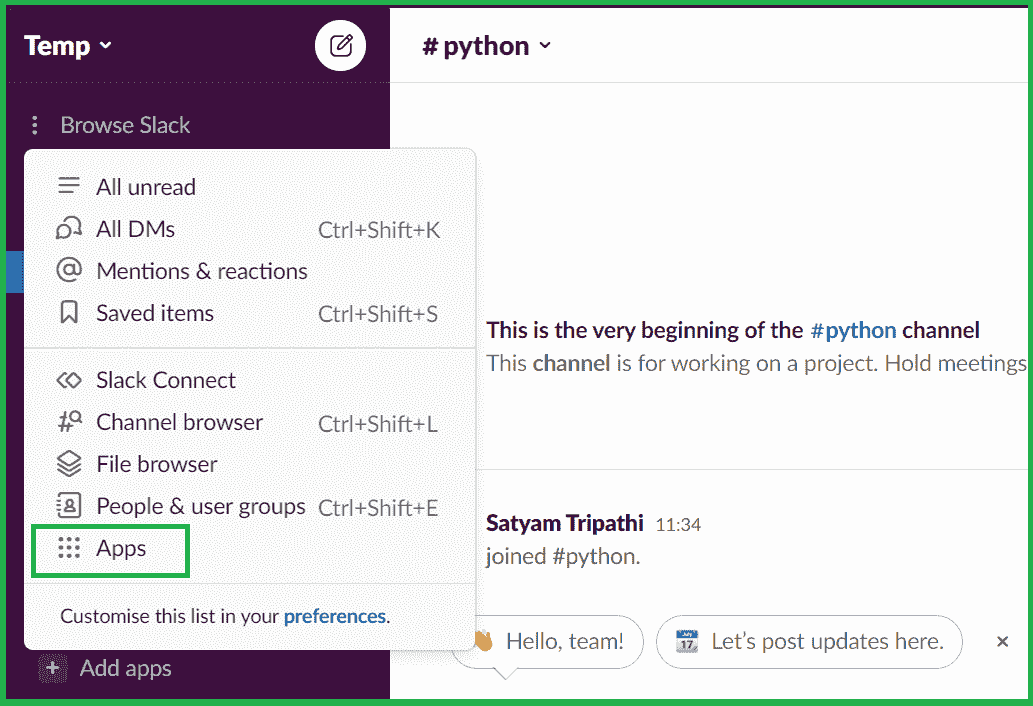 Temp
# python
Browse Slack
All unread
All DMs Ctrl+Shift+K
Mentions & reactions
Saved items Ctrl+Shift+S
Slack Connect
Channel browser Ctrl+Shift+L
File browser
People & user groups Ctrl+Shift+E
Apps
Customise this list in your preferences.
Add apps
This is the very beginning of the #python channel
This channel is for working on a project. Hold meetings
Satyam Tripathi 11:34
joined #python.
Hello, team!
July 17 Let's post updates here.